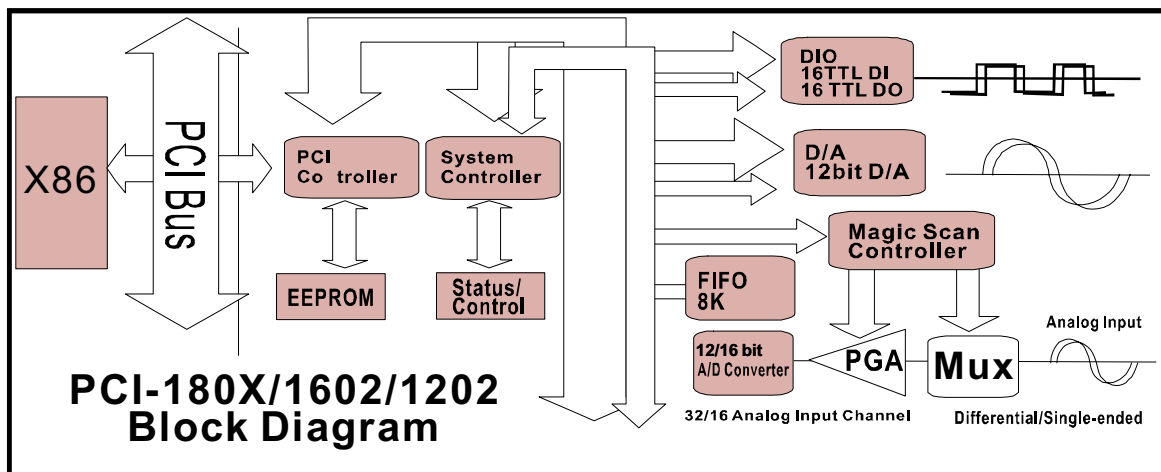 X86
PCI Bus
PCI
Co troller
System
Controller
EEPROM
Status/
Control
DIO
16TTL DI
16 TTL DO
D/A
12bit D/A
Magic Scan
Controller
FIFO
8K
12/16 bit
A/D Converter
PGA
Mux
Analog Input
32/16 Analog Input Channel
Differential/Single-ended
PCI-180X/1602/1202
Block Diagram